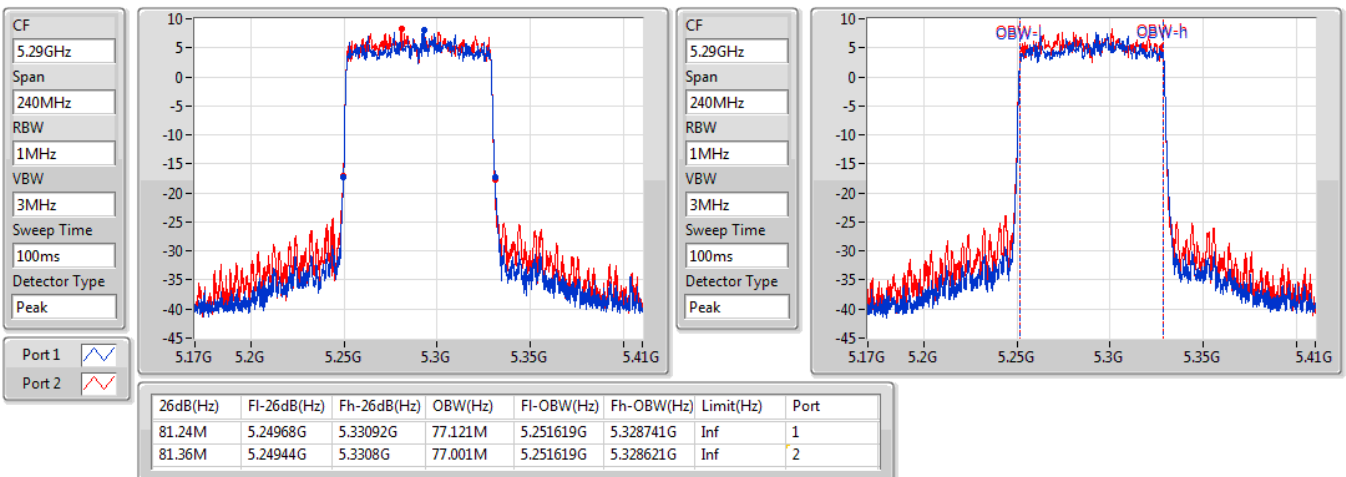 CF
5.29GHz
Span
240MHz
RBW
1MHz
VBW
3MHz
Sweep Time
100ms
Detector Type
Peak
Port 1
Port 2
10
5
0
-5
-10
-15
-20
-25
-30
-35
-40
-45
5.17G 5.2G 5.25G 5.3G 5.35G 5.41G
CF
5.29GHz
Span
240MHz
RBW
1MHz
VBW
3MHz
Sweep Time
100ms
Detector Type
Peak
OBW-l OBW-h
10
5
0
-5
-10
-15
-20
-25
-30
-35
-40
-45
5.17G 5.2G 5.25G 5.3G 5.35G 5.41G
26dB(Hz) Fl-26dB(Hz) Fh-26dB(Hz) OBW(Hz) Fl-OBW(Hz) Fh-OBW(Hz) Limit(Hz) Port
81.24M 5.24968G 5.33092G 77.121M 5.251619G 5.328741G Inf 1
81.36M 5.24944G 5.3308G 77.001M 5.251619G 5.328621G Inf 2